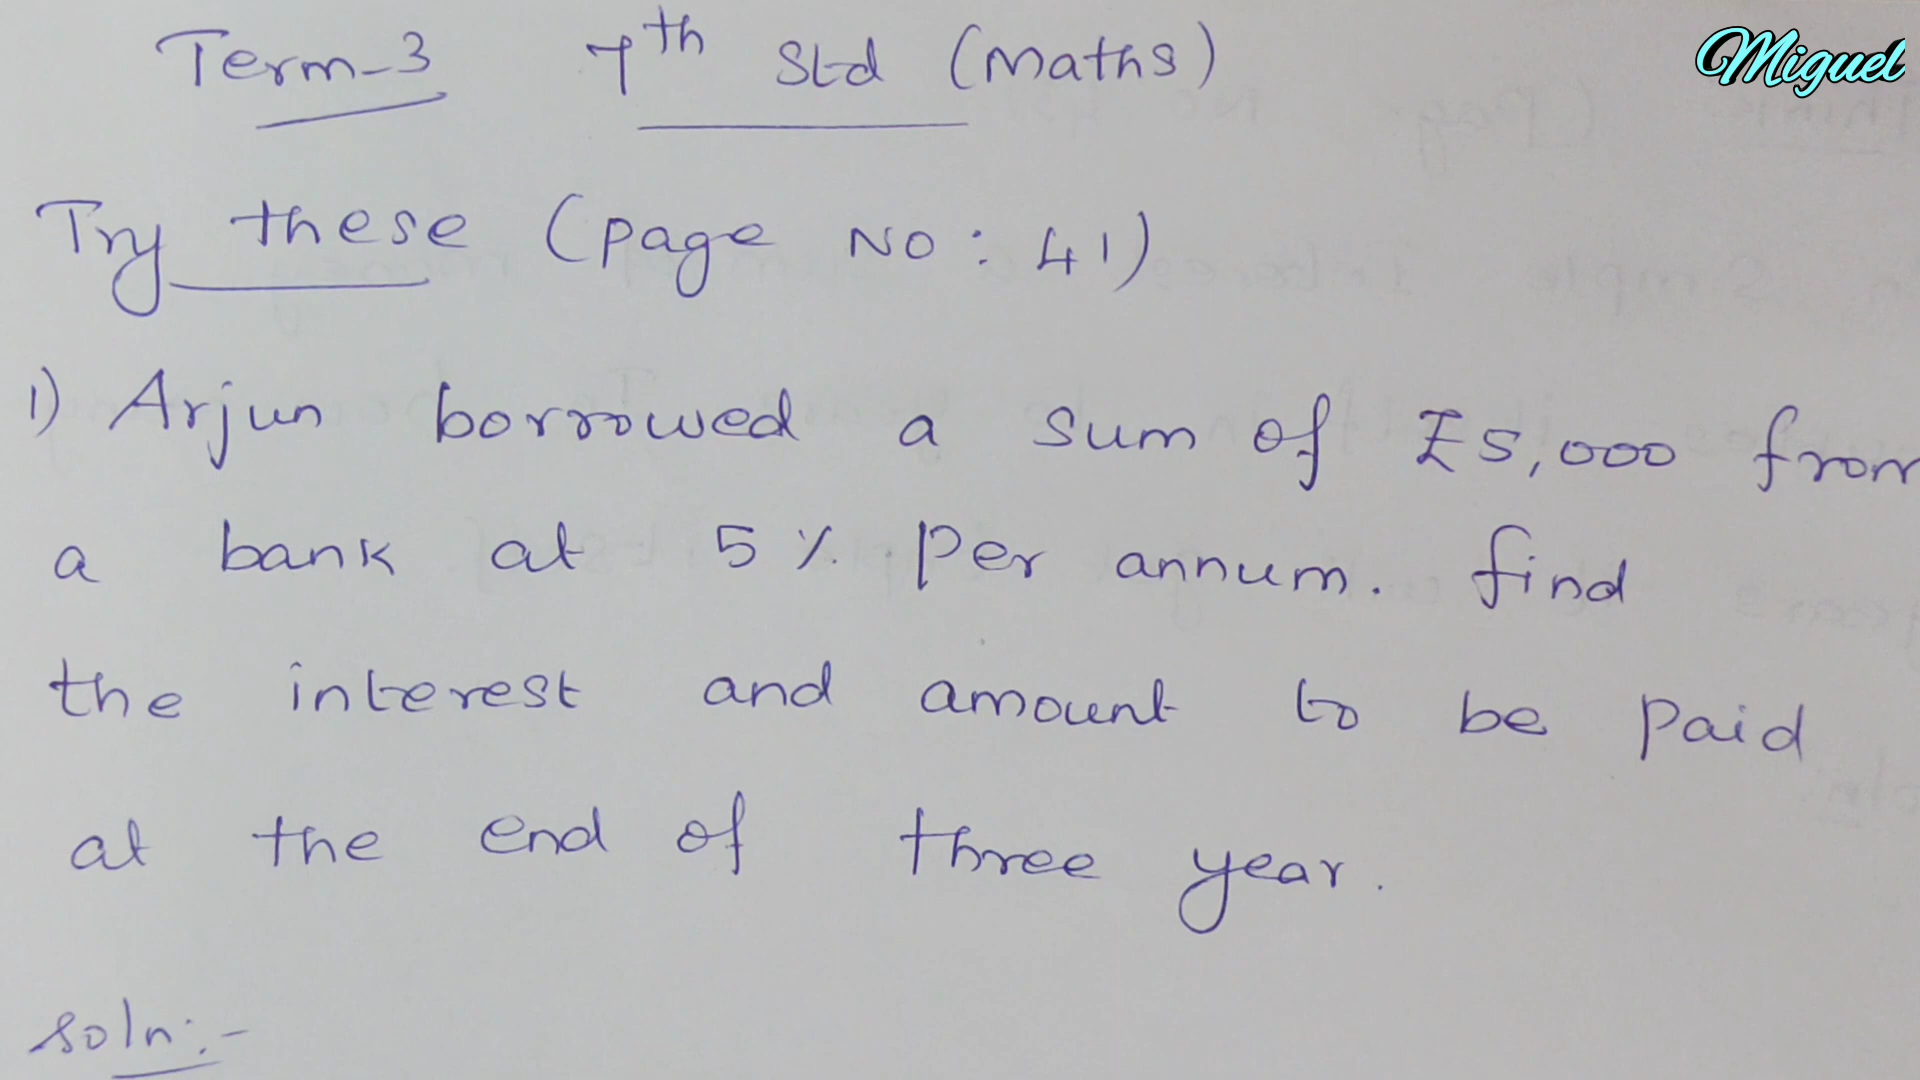 Term-3 7th Std (Maths)
Miguel
Try these (page NO: 41)
1) Arjun borrowed a sum of ₹5,000 from
a bank at 5% Per annum. find
the interest and amount to be paid
at the end of three year.
soln:-